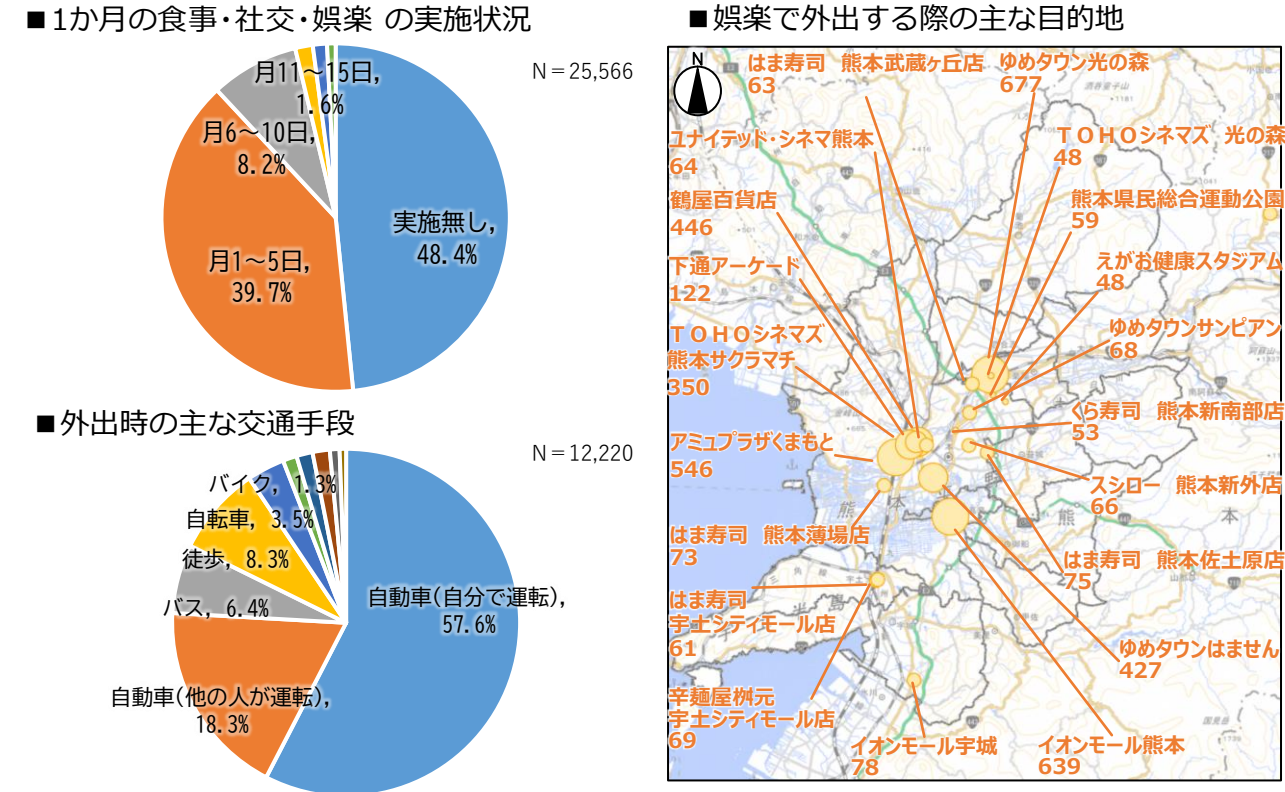 ■1か月の食事・社交・娯楽 の実施状況
N＝25,566
月11～15日,
1.6%
月6～10日,
8.2%
月1～5日,
39.7%
実施無し,
48.4%
■外出時の主な交通手段
N＝12,220
バイク, 1.3%
自転車, 3.5%
徒歩, 8.3%
バス, 6.4%
自動車(自分で運転),
57.6%
自動車(他の人が運転),
18.3%
■娯楽で外出する際の主な目的地
N
はま寿司 熊本武蔵ヶ丘店
63
ゆめタウン光の森
677
ユナイテッド・シネマ熊本
64
ＴＯＨＯシネマズ 光の森
48
鶴屋百貨店
446
熊本県民総合運動公園
59
下通アーケード
122
えがお健康スタジアム
48
ＴＯＨＯシネマズ
熊本サクラマチ
350
ゆめタウンサンピアン
68
くら寿司 熊本新南部店
53
アミュプラザくまもと
546
スシロー 熊本新外店
66
はま寿司 熊本薄場店
73
はま寿司 熊本佐土原店
75
はま寿司
宇土シティモール店
61
ゆめタウンはません
427
辛麺屋桝元
宇土シティモール店
69
イオンモール宇城
78
イオンモール熊本
639